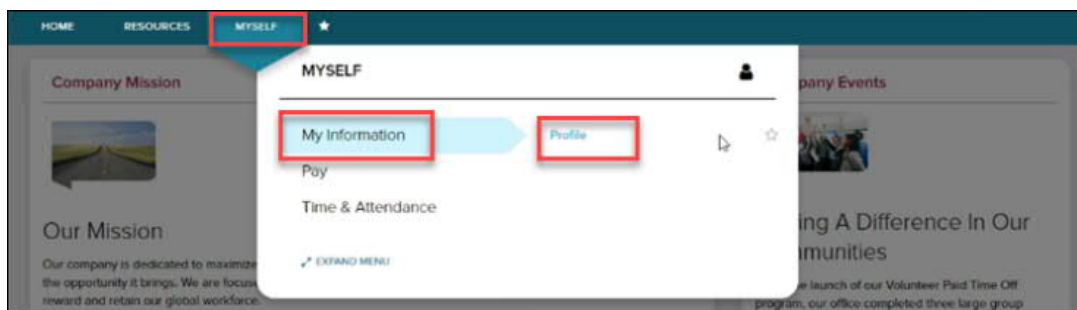 HOME RESOURCES MYSELF
Company Mission
MYSELF
pany Events
My Information
Profile
Pay
Time & Attendance
EXPAND MENU
Our Mission
Our company is dedicated to maximize
the opportunity it brings. We are focus
reward and retain our global workforce.
ing A Difference In Our
mmunities
e launch of our Volunteer Paid Time Off
program, our office completed three large group